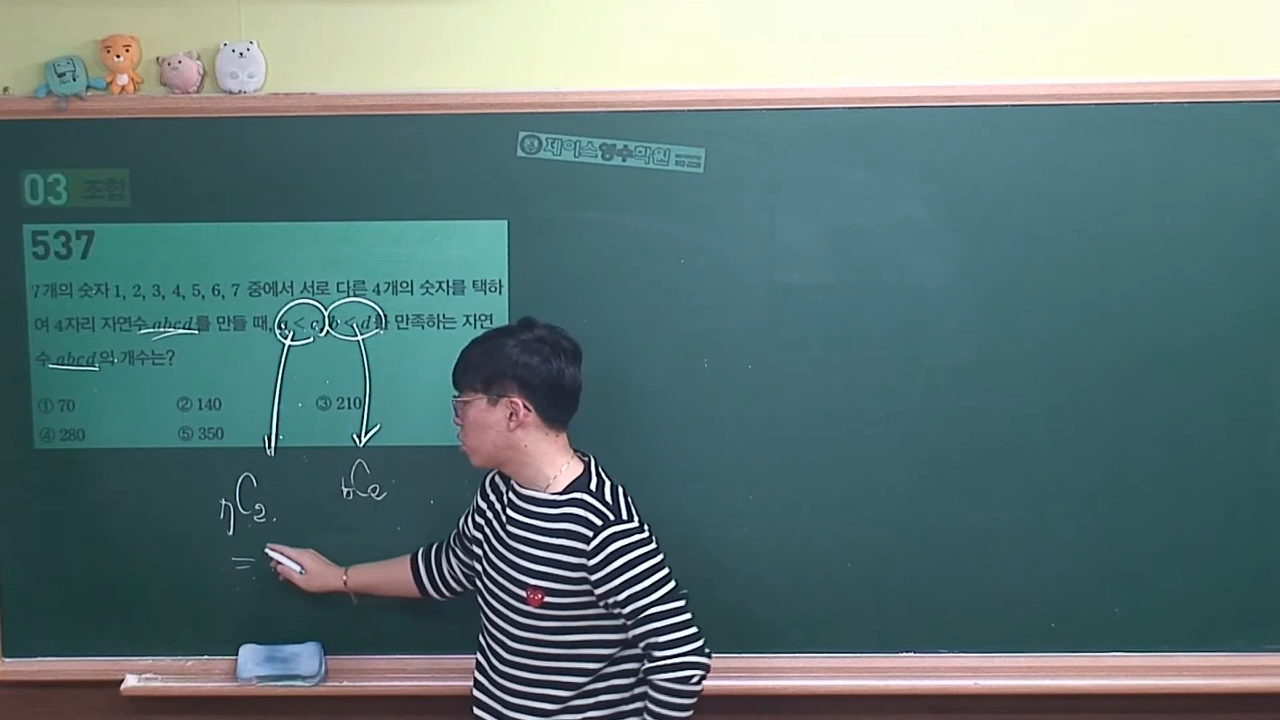 제이스영수학원
03 조합
537
7개의 숫자 1, 2, 3, 4, 5, 6, 7 중에서 서로 다른 4개의 숫자를 택하
여 4자리 자연수 abcd를 만들 때, a < c, b < d를 만족하는 자연
수 abcd의 개수는?
① 70 ② 140 ③ 210
④ 280 ⑤ 350
₇C₂ ₅C₂
=